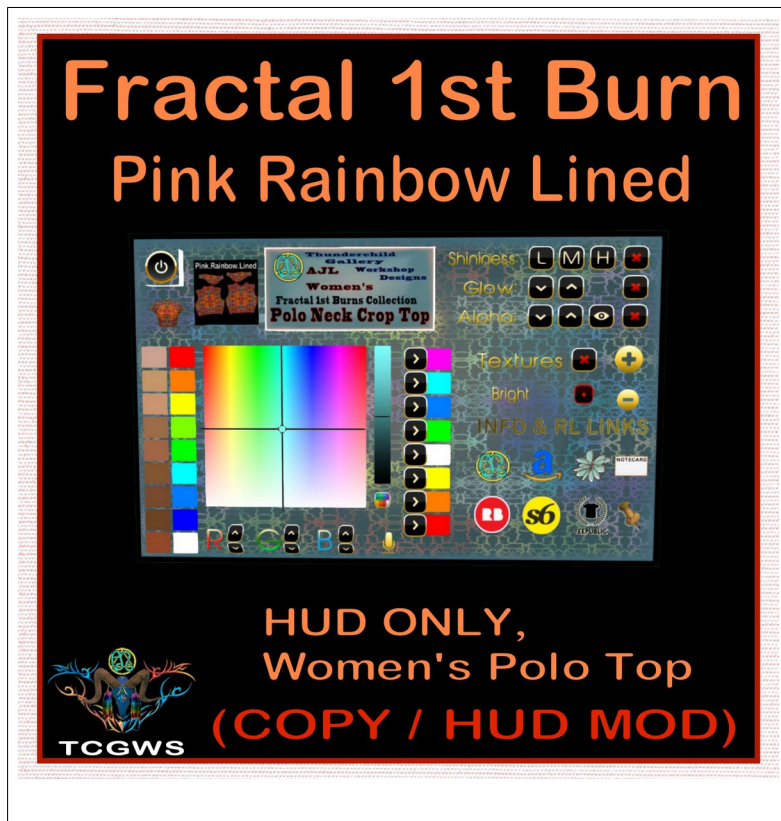 Fractal 1st Burn
Pink Rainbow Lined
Pink.Rainbow.Lined
Thunderchild
Gallery
AJL Workshop
Designs
Women's
Fractal 1st Burns Collection
Polo Neck Crop Top
Shininess: L M H
Glow:
Alpha:
Textures
Bright
INFO & RL LINKS
a
NOTECARD
RB
s6
R G B
HUD ONLY,
Women's Polo Top
(COPY / HUD MOD)
TCGWS